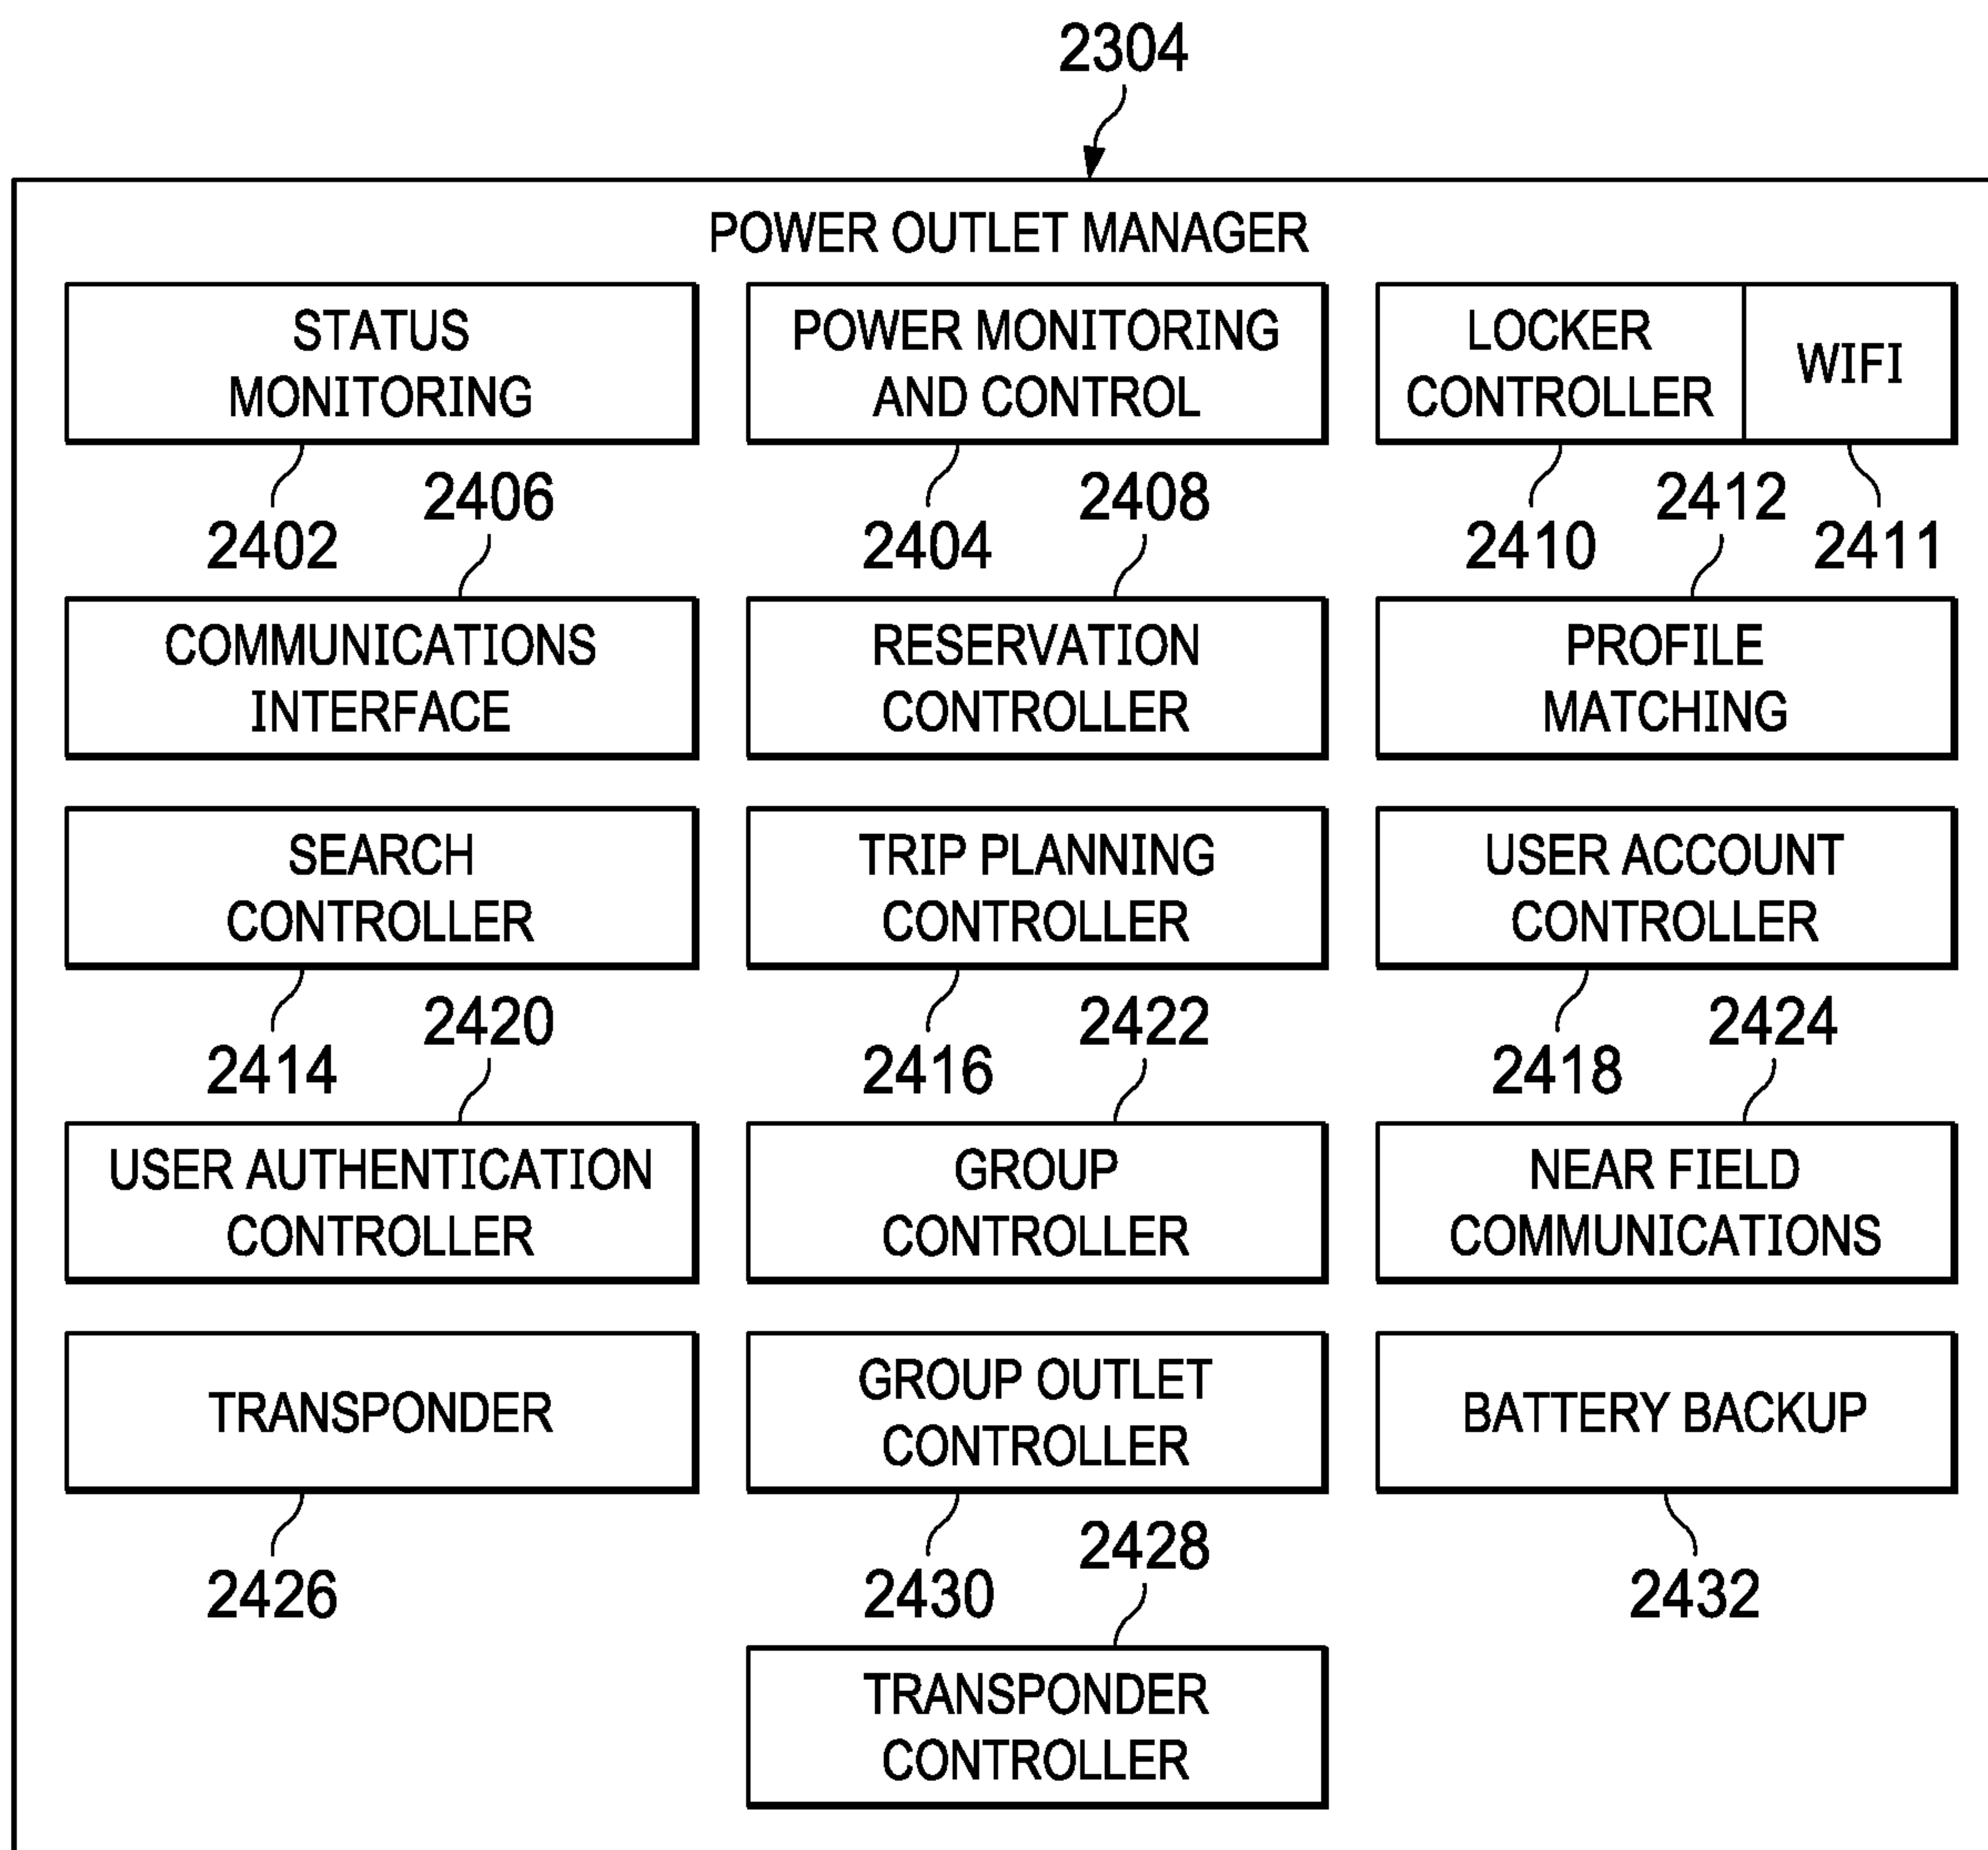 2304
POWER OUTLET MANAGER
STATUS
MONITORING
POWER MONITORING
AND CONTROL
LOCKER
CONTROLLER
WIFI
2402
2406
2404
2408
2410
2412
2411
COMMUNICATIONS
INTERFACE
RESERVATION
CONTROLLER
PROFILE
MATCHING
SEARCH
CONTROLLER
TRIP PLANNING
CONTROLLER
USER ACCOUNT
CONTROLLER
2414
2420
2416
2422
2418
2424
USER AUTHENTICATION
CONTROLLER
GROUP
CONTROLLER
NEAR FIELD
COMMUNICATIONS
TRANSPONDER
GROUP OUTLET
CONTROLLER
BATTERY BACKUP
2426
2430
2428
2432
TRANSPONDER
CONTROLLER